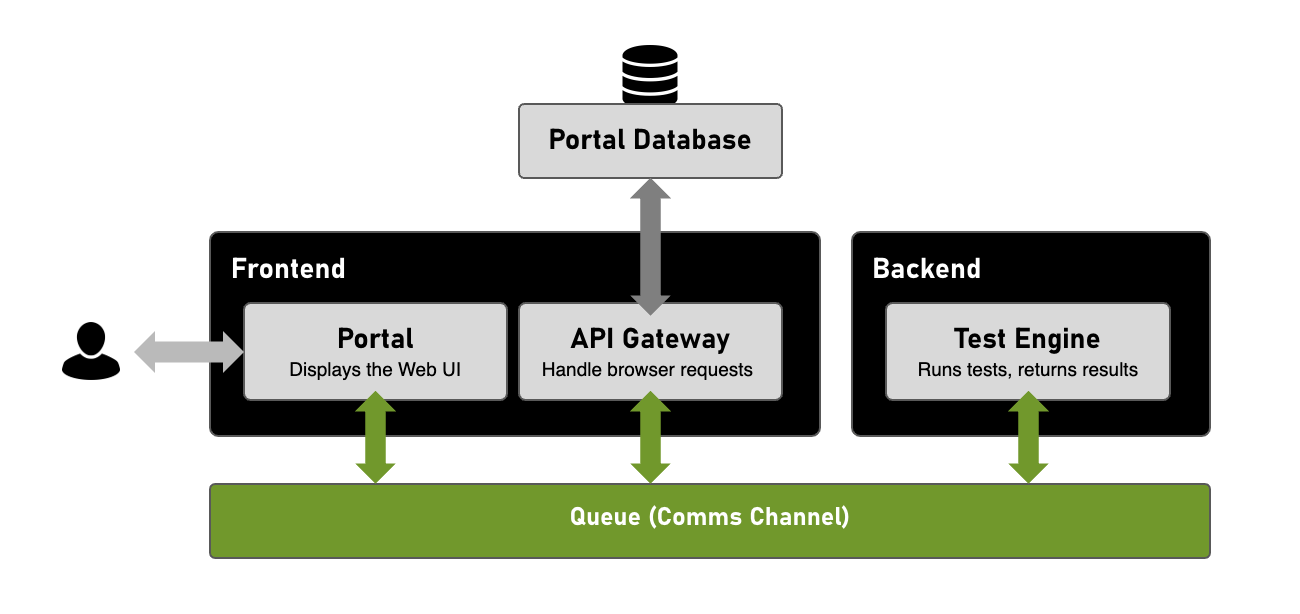 Portal Database
Frontend
Backend
Portal
Displays the Web UI
API Gateway
Handle browser requests
Test Engine
Runs tests, returns results
Queue (Comms Channel)